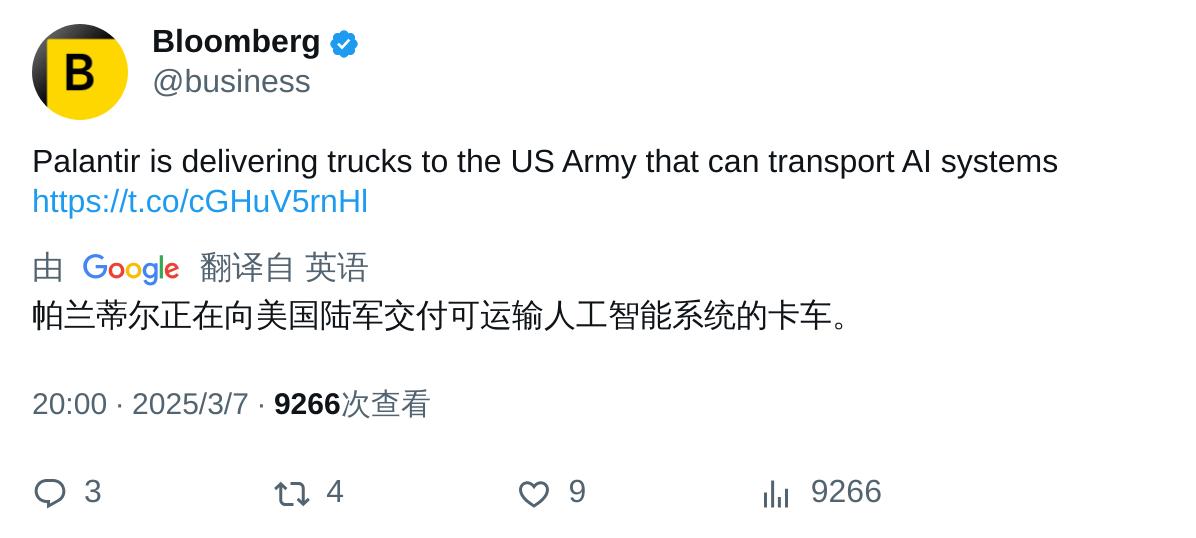 B
Bloomberg
@business
Palantir is delivering trucks to the US Army that can transport AI systems
https://t.co/cGHuV5rnHl
由 Google 翻译自 英语
帕兰蒂尔正在向美国陆军交付可运输人工智能系统的卡车。
20:00 · 2025/3/7 · 9266次查看
3 4 9 9266